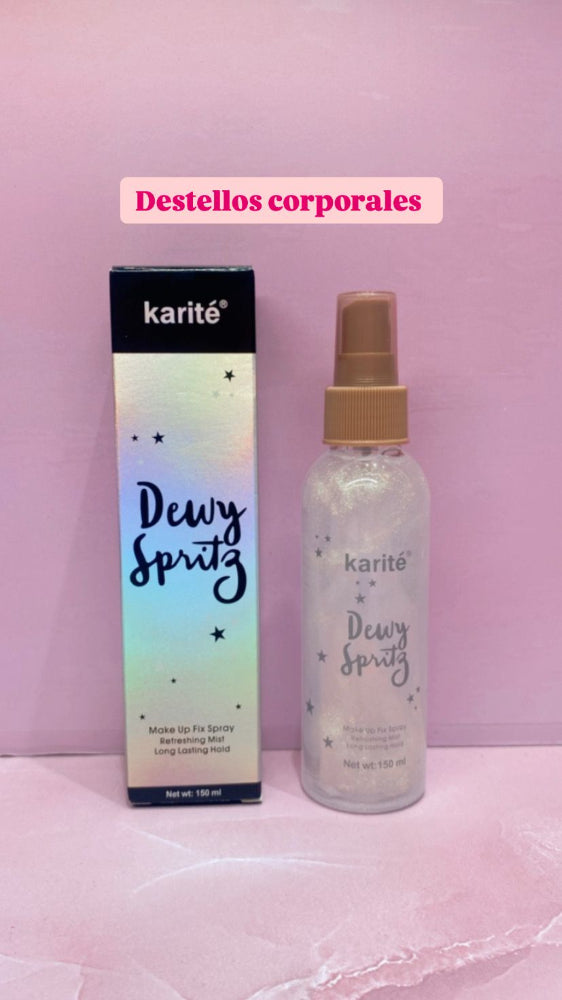 Destellos corporales
karité®
Dewy
Spritz
Make Up Fix Spray
Refreshing Mist
Long Lasting Hold
Net wt: 150 ml
karité®
Dewy
Spritz
Make Up Fix Spray
Refreshing Mist
Long Lasting Hold
Net wt:150 ml